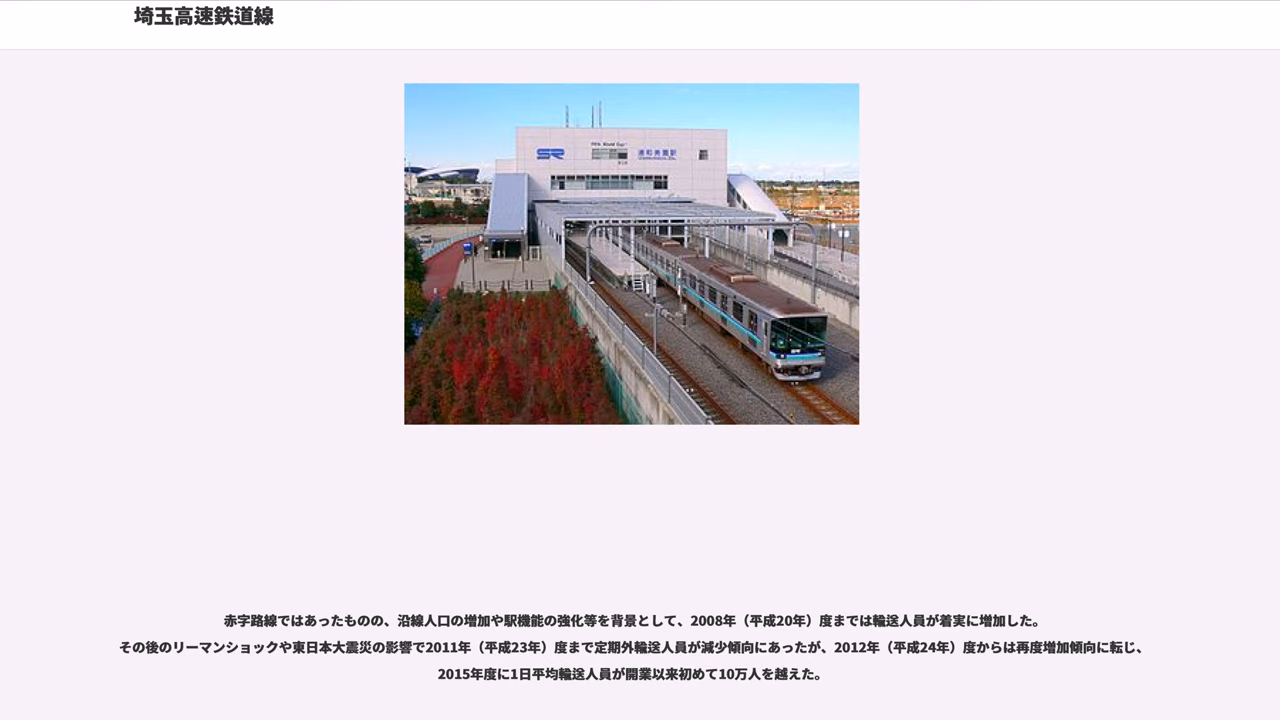 埼玉高速鉄道線
SR
浦和美園駅
赤字路線ではあったものの、沿線人口の増加や駅機能の強化等を背景として、2008年（平成20年）度までは輸送人員が着実に増加した。
その後のリーマンショックや東日本大震災の影響で2011年（平成23年）度まで定期外輸送人員が減少傾向にあったが、2012年（平成24年）度からは再度増加傾向に転じ、
2015年度に1日平均輸送人員が開業以来初めて10万人を越えた。